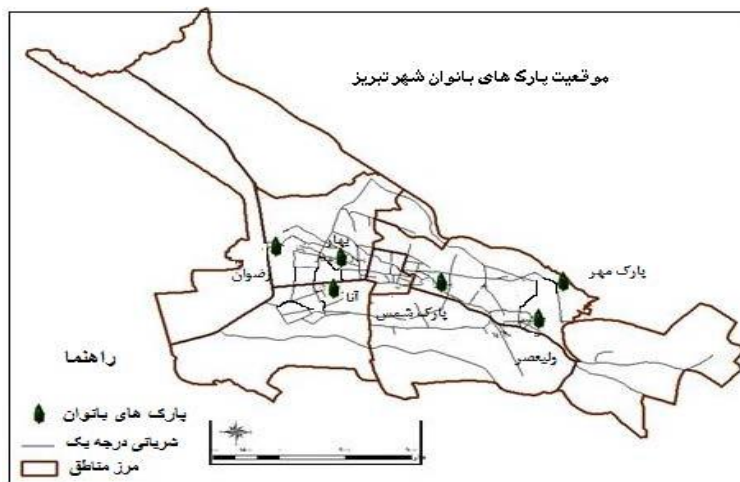 موقعیت پارک های بانوان شهر تبریز
بهار
رضوان
پارک مهر
آنا
پارک شمس
ولیعصر
راهنما
پارک های بانوان
شریانی درجه یک
مرز مناطق